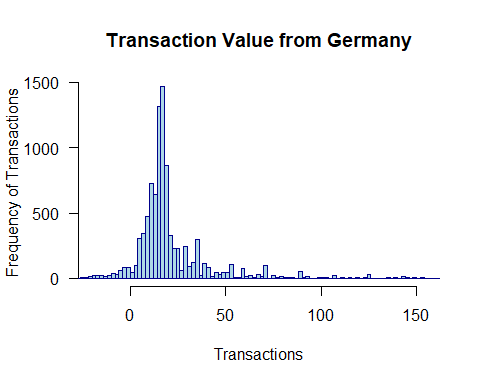 Transaction Value from Germany
Frequency of Transactions
1500
1000
500
0
0 50 100 150
Transactions